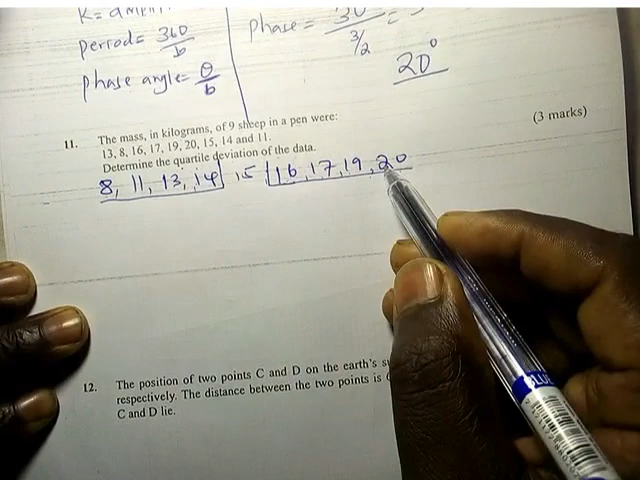 K = 
period = 360/b
phase angle = θ/b
phase = 30 / 3/2 =
20°
11. The mass, in kilograms, of 9 sheep in a pen were: (3 marks)
13, 8, 16, 17, 19, 20, 15, 14 and 11.
Determine the quartile deviation of the data.
8, 11, 13, 14 , 15 16, 17, 19, 20
12. The position of two points C and D on the earth's
respectively. The distance between the two points is
C and D lie.
BLUE